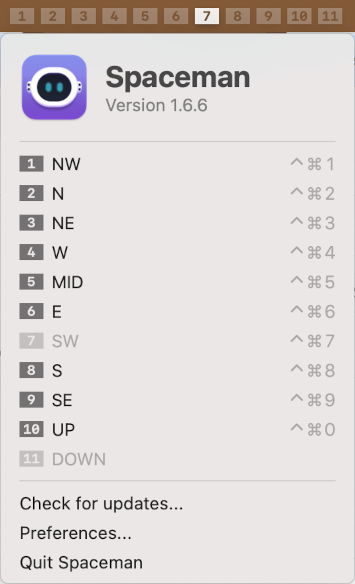 1 2 3 4 5 6 7 8 9 10 11
Spaceman
Version 1.6.6
1 NW ^⌘1
2 N ^⌘2
3 NE ^⌘3
4 W ^⌘4
5 MID ^⌘5
6 E ^⌘6
7 SW ^⌘7
8 S ^⌘8
9 SE ^⌘9
10 UP ^⌘0
11 DOWN
Check for updates...
Preferences...
Quit Spaceman